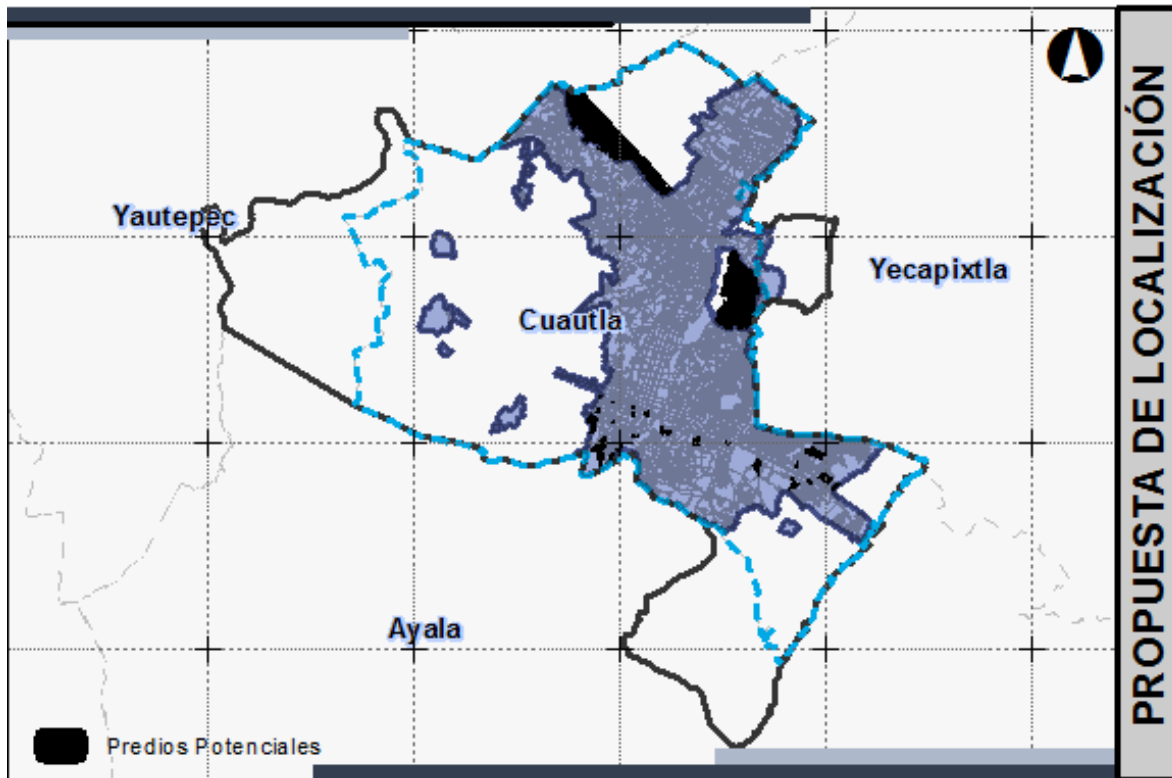 Yautepec
Yecapixtla
Cuautla
Ayala
Predios Potenciales
PROPUESTA DE LOCALIZACIÓN